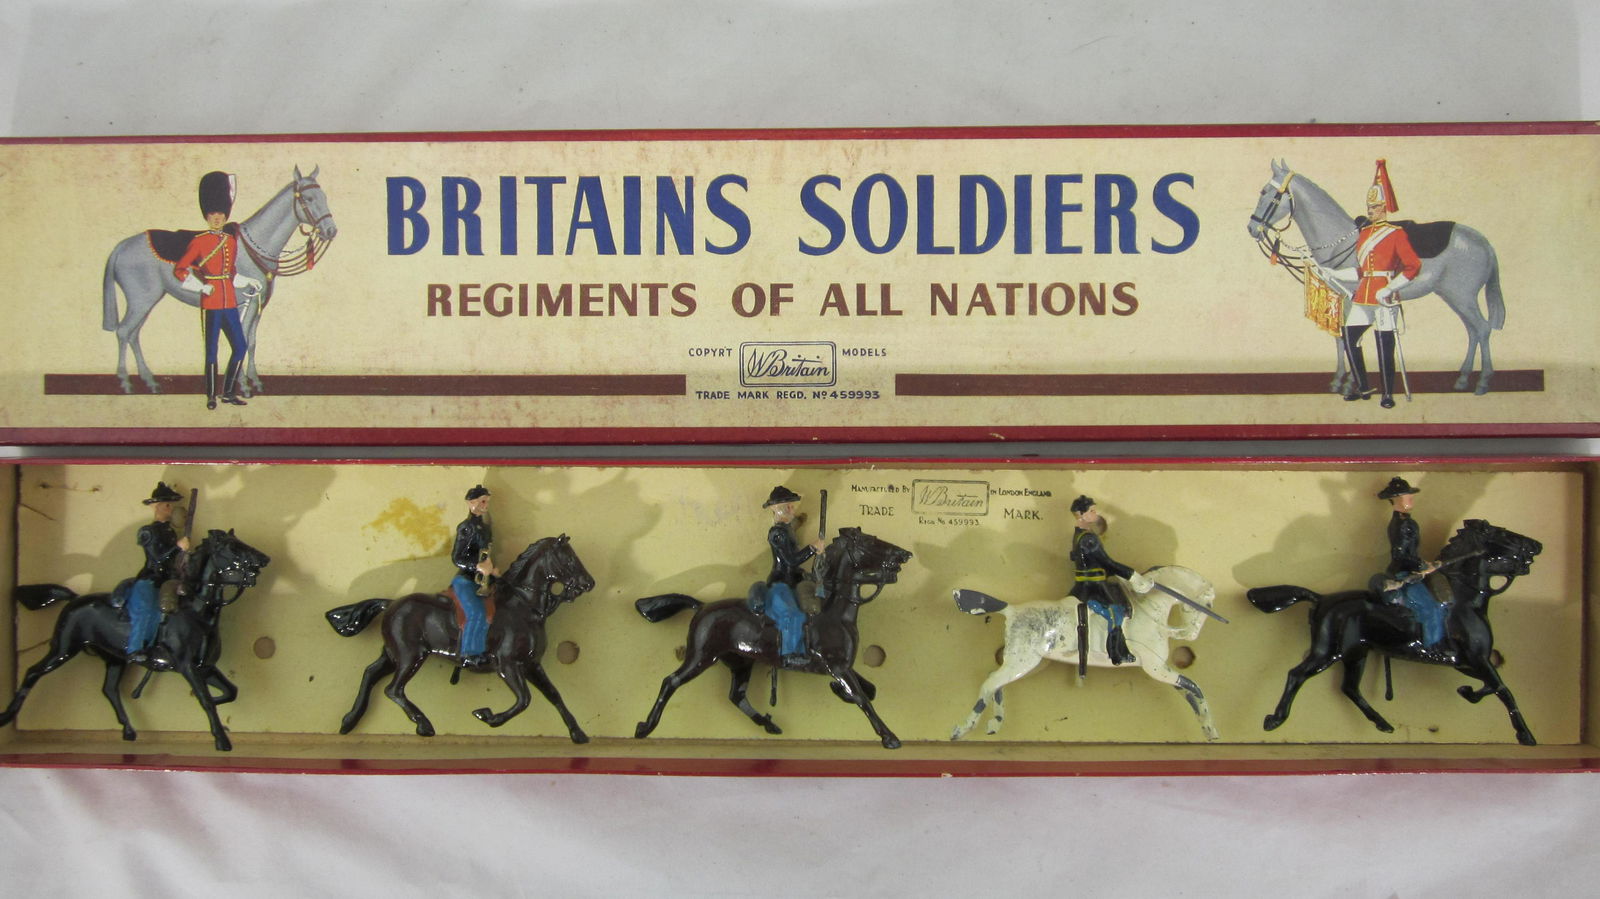 BRITAINS SOLDIERS
REGIMENTS OF ALL NATIONS
COPYRT W Britain MODELS
TRADE MARK REGD. Nº 459993
MANUFACTURED BY W Britain IN LONDON ENGLAND
TRADE MARK.
REGD No 459993.